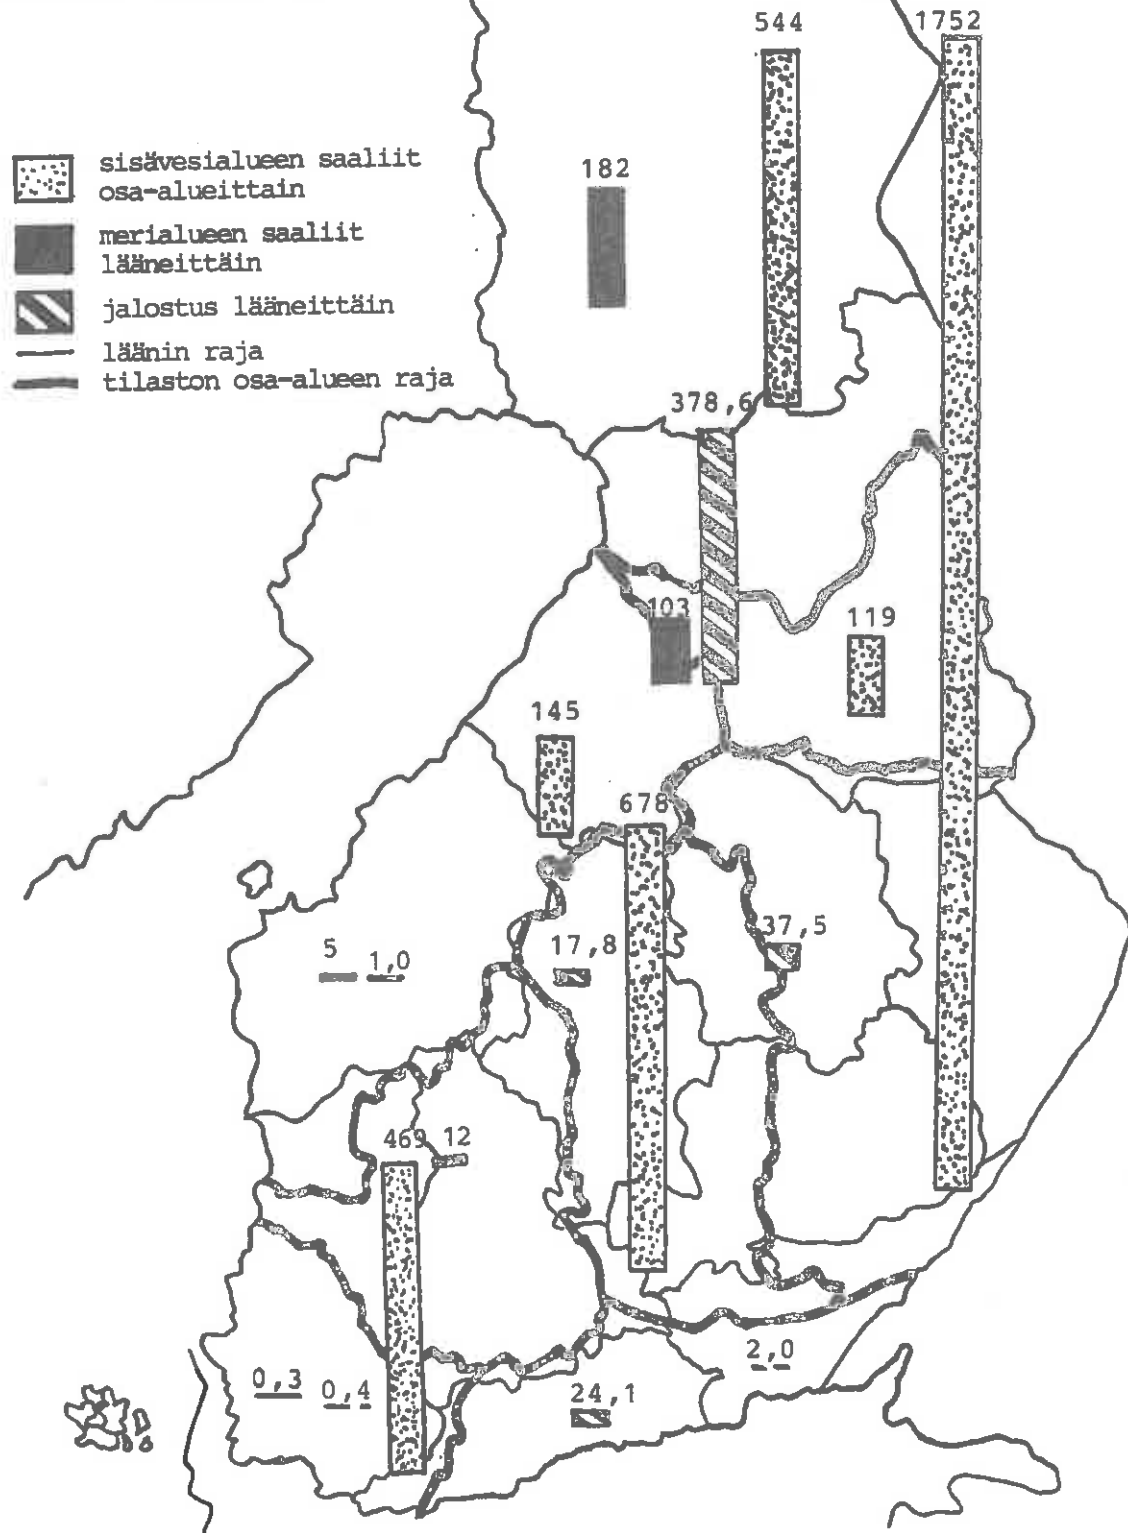 544
1752
sisävesialueen saaliit
osa-alueittain
182
merialueen saaliit
lääneittäin
jalostus lääneittäin
läänin raja
tilaston osa-alueen raja
378,6
103
119
145
678
37,5
17,8
5
1,0
469
12
2,0
0,3
0,4
24,1